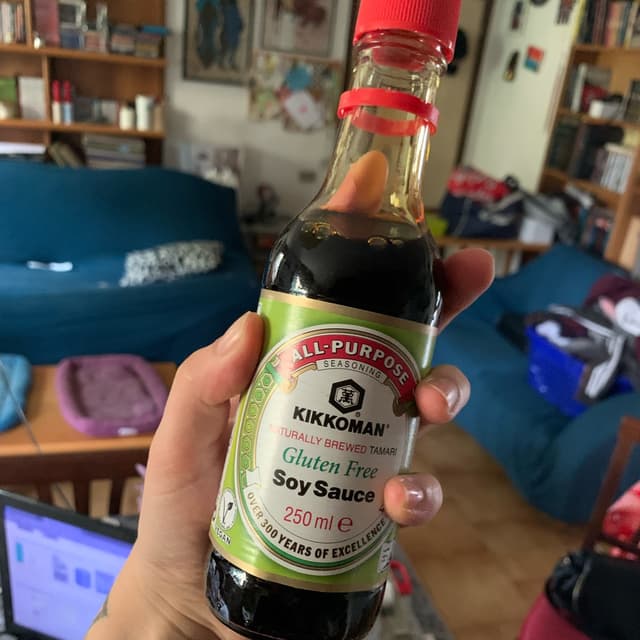 ALL-PURPOSE
SEASONING
KIKKOMAN®
NATURALLY BREWED TAMARI
Gluten Free
Soy Sauce
250 ml e
OVER 300 YEARS OF EXCELLENCE
VEGAN